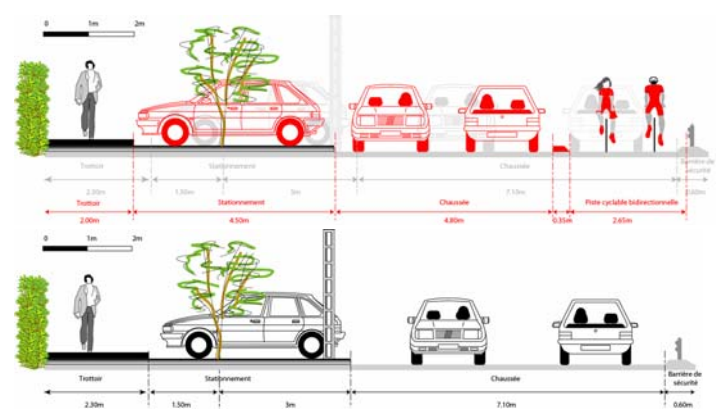 0 1m 2m
Trottoir Stationnement Chaussée Barrière de sécurité
2.30m 1.50m 3m 7.10m 0.60m
Trottoir Stationnement Chaussée Piste cyclable bidirectionnelle
2.00m 4.50m 4.80m 0.35m 2.65m
0 1m 2m
Trottoir Stationnement Chaussée Barrière de sécurité
2.30m 1.50m 3m 7.10m 0.60m